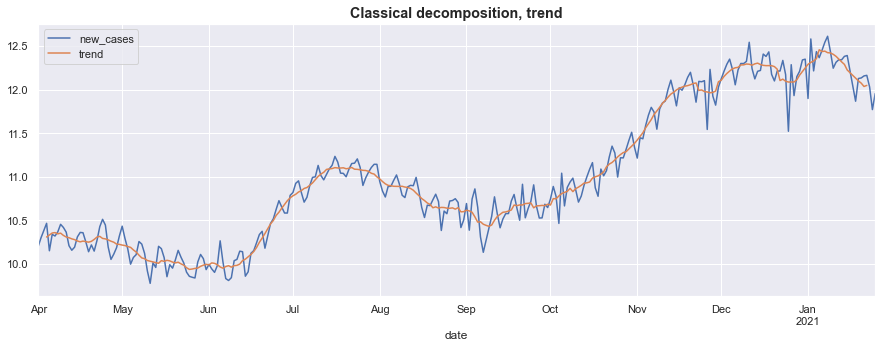 Classical decomposition, trend
new_cases
trend
12.5
12.0
11.5
11.0
10.5
10.0
Apr May Jun Jul Aug Sep Oct Nov Dec Jan
2021
date